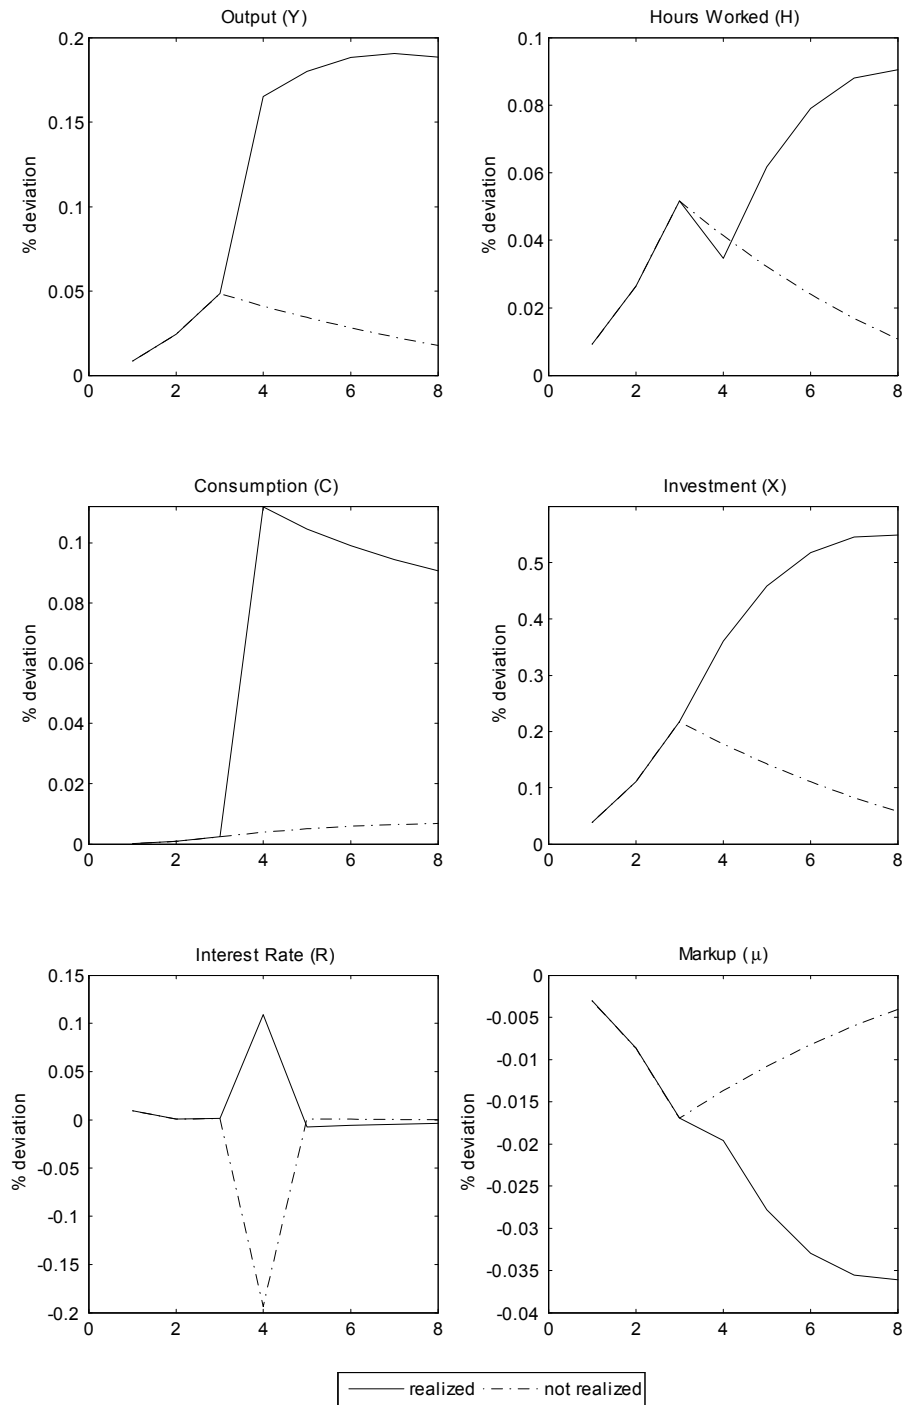 Output (Y)
0.2
0.15
0.1
0.05
0
% deviation
0 2 4 6 8
Hours Worked (H)
0.1
0.08
0.06
0.04
0.02
0
% deviation
0 2 4 6 8
Consumption (C)
0.1
0.08
0.06
0.04
0.02
0
% deviation
0 2 4 6 8
Investment (X)
0.5
0.4
0.3
0.2
0.1
0
% deviation
0 2 4 6 8
Interest Rate (R)
0.15
0.1
0.05
0
-0.05
-0.1
-0.15
-0.2
% deviation
0 2 4 6 8
Markup (μ)
0
-0.005
-0.01
-0.015
-0.02
-0.025
-0.03
-0.035
-0.04
% deviation
0 2 4 6 8
realized not realized